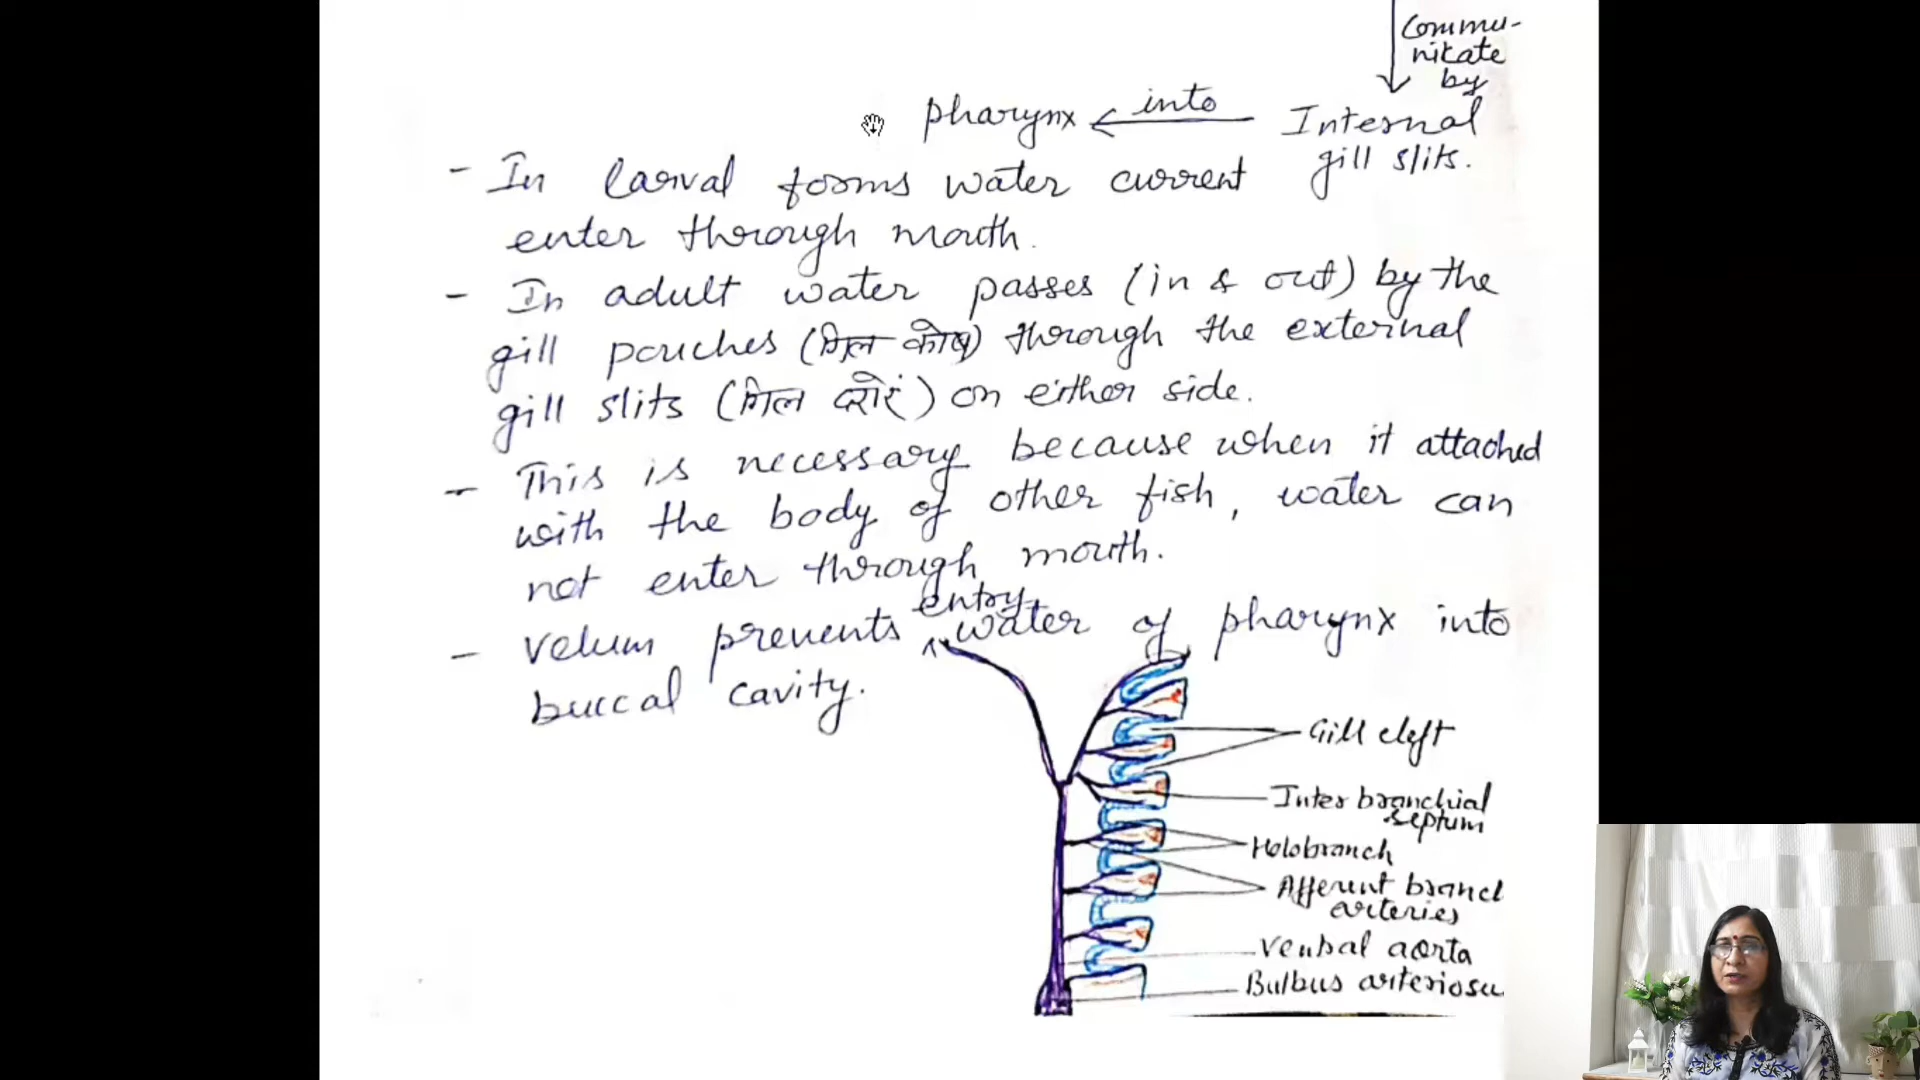 Commu-
nicate
by
pharynx ← into Internal
gill slits.
- In larval forms water current
enter through mouth.
- In adult water passes (in & out) by the
gill pouches (गिल कोष) through the external
gill slits (गिल दरारें) on either side.
- This is necessary because when it attached
with the body of other fish, water can
not enter through mouth.
entry
- Velum prevents ^ water of pharynx into
buccal cavity.
Gill cleft
Inter branchial
septum
Holobranch
Afferent branch
arteries
Ventral aorta
Bulbus arteriosu